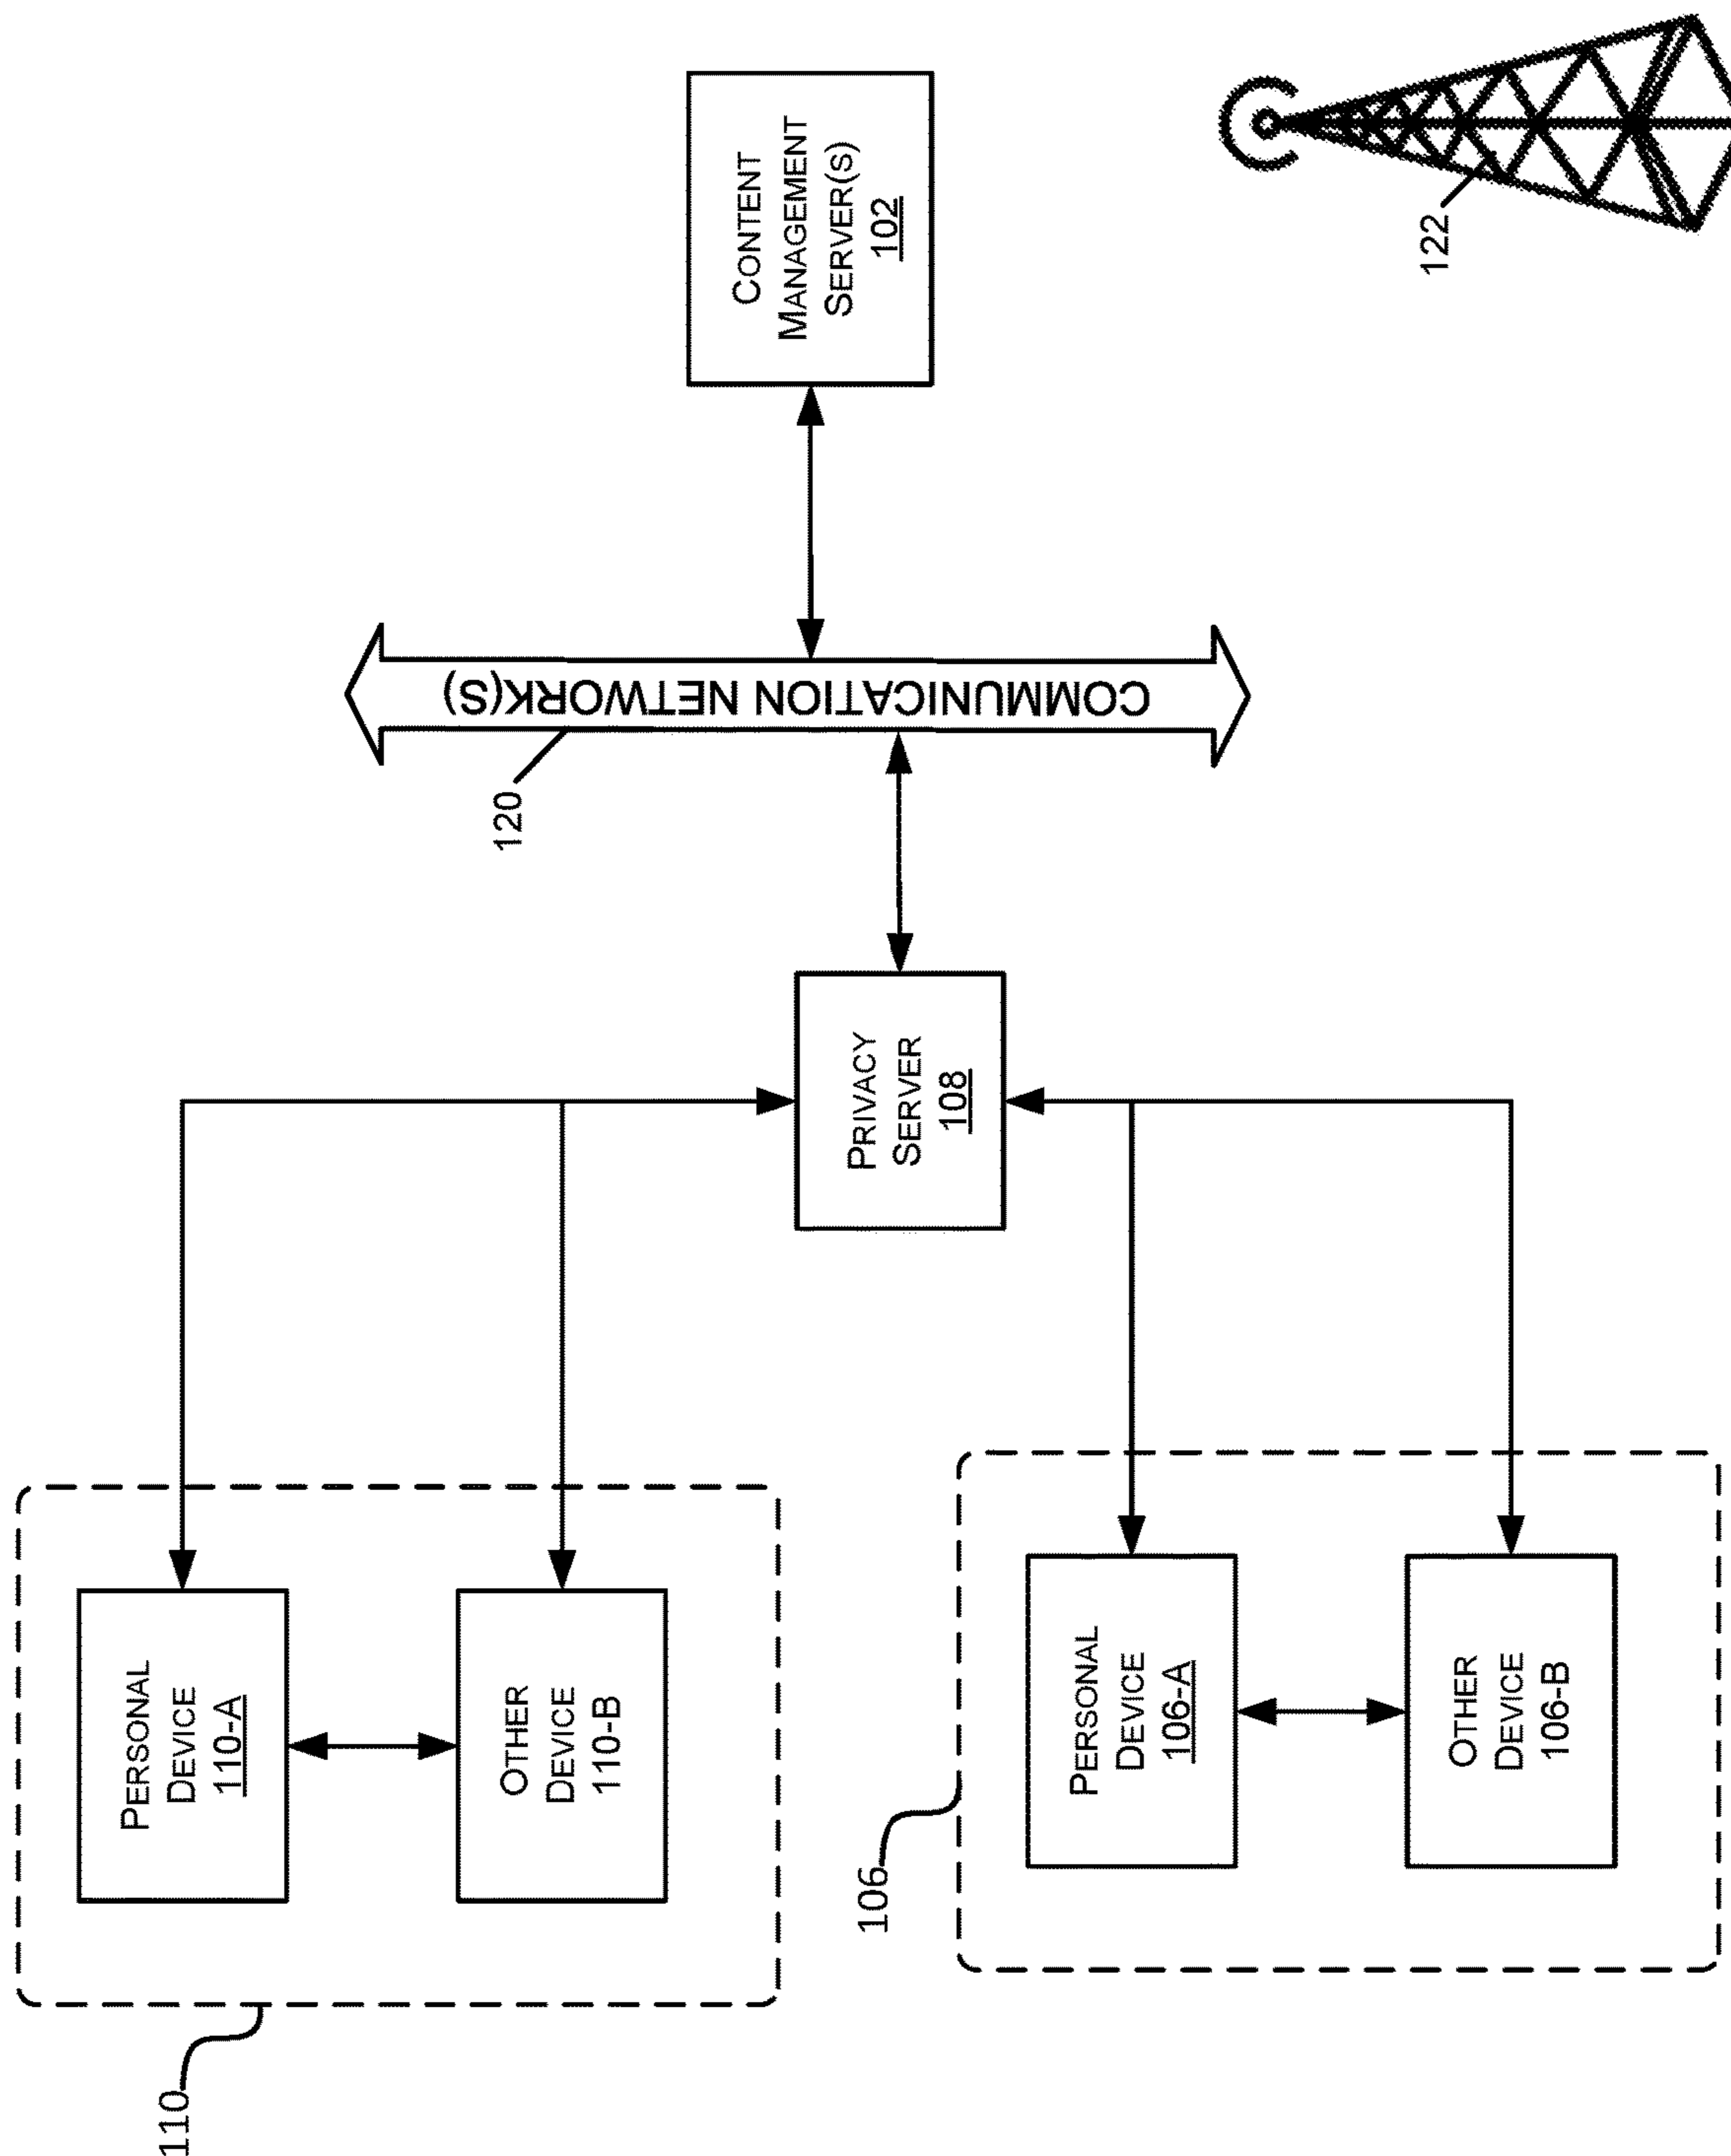 110
PERSONAL
DEVICE
110-A
OTHER
DEVICE
110-B
106
PERSONAL
DEVICE
106-A
OTHER
DEVICE
106-B
PRIVACY
SERVER
108
120
COMMUNICATION NETWORK(S)
CONTENT
MANAGEMENT
SERVER(S)
102
122